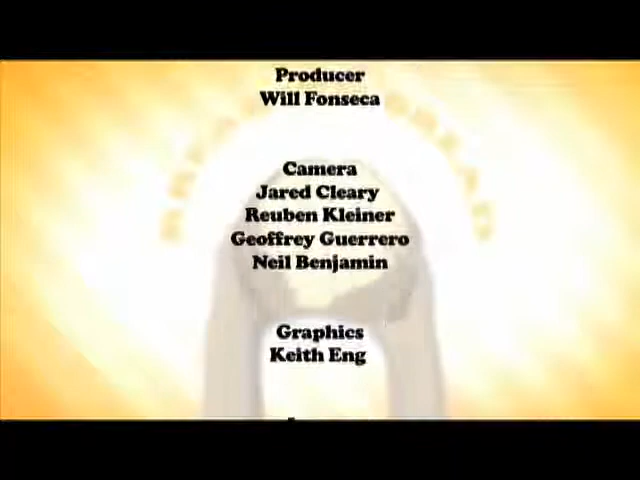 Producer
Will Fonseca
Camera
Jared Cleary
Reuben Kleiner
Geoffrey Guerrero
Neil Benjamin
Graphics
Keith Eng